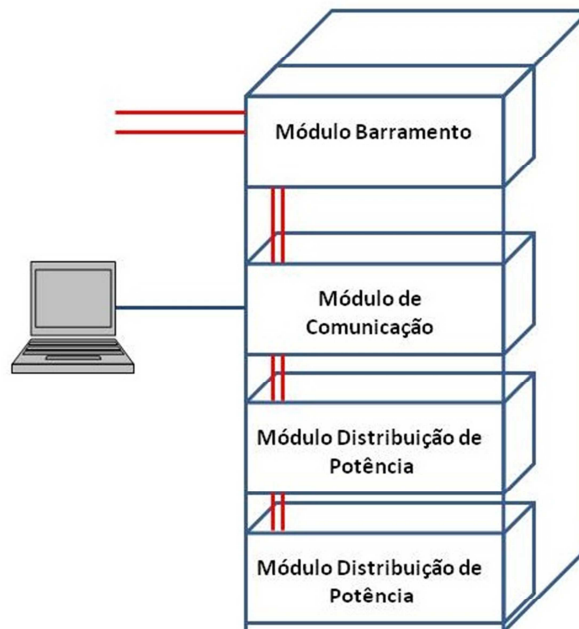 Módulo Barramento
Módulo de
Comunicação
Módulo Distribuição de
Potência
Módulo Distribuição de
Potência